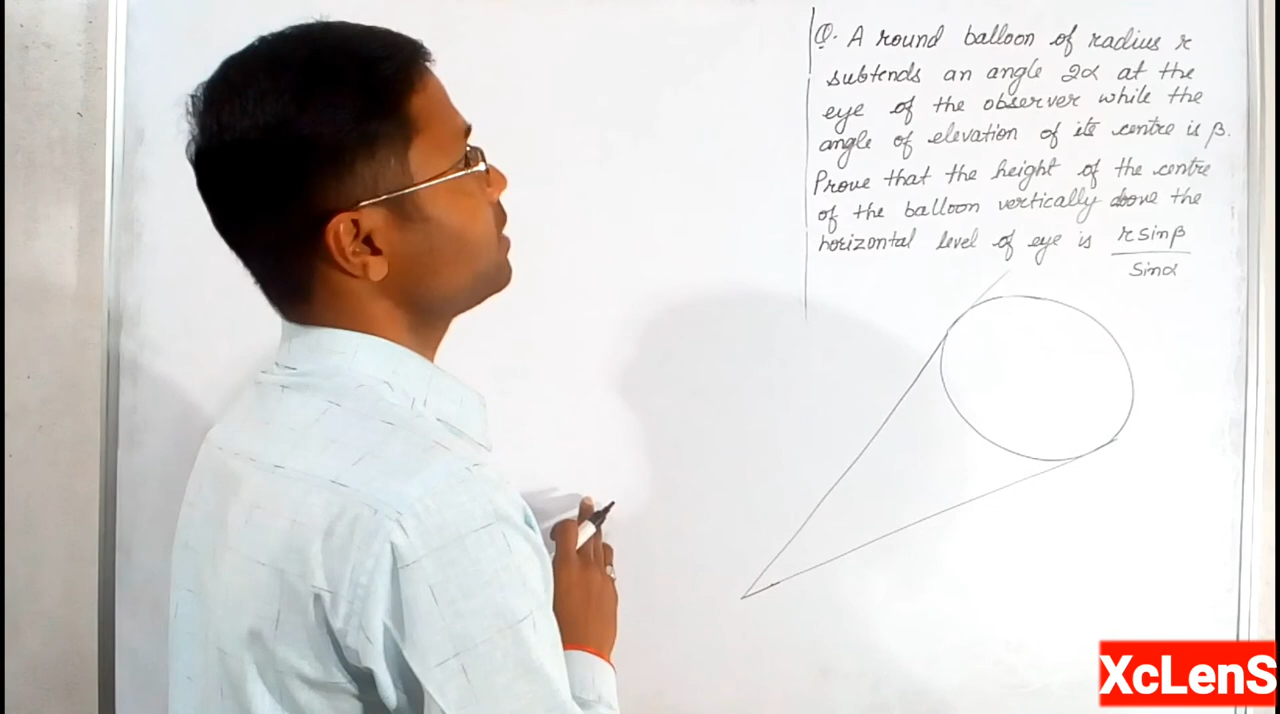 Q. A round balloon of radius r
subtends an angle 2α at the
eye of the observer while the
angle of elevation of its centre is β.
Prove that the height of the centre
of the balloon vertically above the
horizontal level of eye is r sinβ
Sinα
XcLenS